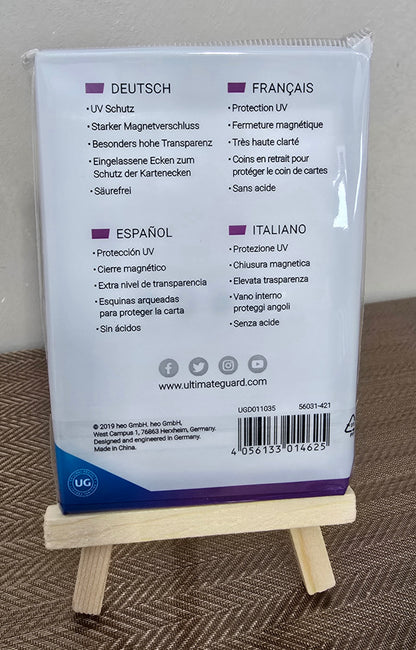 DEUTSCH
• UV Schutz
• Starker Magnetverschluss
• Besonders hohe Transparenz
• Eingelassene Ecken zum
Schutz der Kartenecken
• Säurefrei
FRANÇAIS
• Protection UV
• Fermeture magnétique
• Très haute clarté
• Coins en retrait pour
protéger le coin de cartes
• Sans acide
ESPAÑOL
• Protección UV
• Cierre magnético
• Extra nivel de transparencia
• Esquinas arqueadas
para proteger la carta
• Sin ácidos
ITALIANO
• Protezione UV
• Chiusura magnetica
• Elevata trasparenza
• Vano interno
proteggi angoli
• Senza acide
www.ultimateguard.com
UGD011035 56031-421
© 2019 heo GmbH, heo GmbH,
West Campus 1, 76863 Herxheim, Germany.
Designed and engineered in Germany.
Made in China.
4 056133 014625
UG